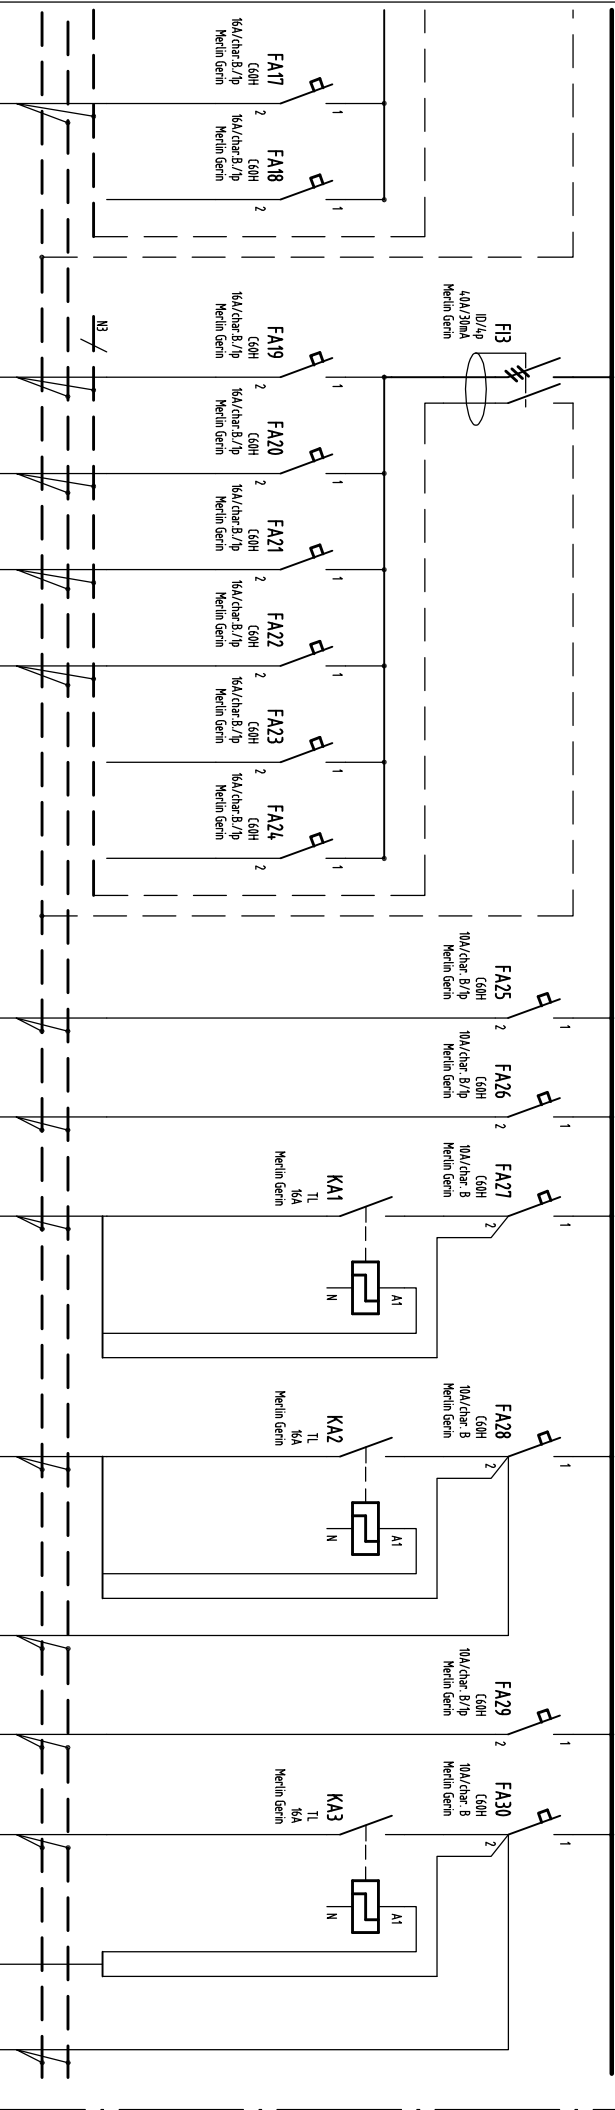 FA17
C60H
16A/char.B./1p
Merlin Gerin
1
2
FA18
C60H
16A/char.B./1p
Merlin Gerin
1
2
FI3
ID/4p
40A/30mA
Merlin Gerin
N3
FA19
C60H
16A/char.B./1p
Merlin Gerin
1
2
FA20
C60H
16A/char.B./1p
Merlin Gerin
1
2
FA21
C60H
16A/char.B./1p
Merlin Gerin
1
2
FA22
C60H
16A/char.B./1p
Merlin Gerin
1
2
FA23
C60H
16A/char.B./1p
Merlin Gerin
1
2
FA24
C60H
16A/char.B./1p
Merlin Gerin
1
2
FA25
C60H
10A/char. B/1p
Merlin Gerin
1
2
FA26
C60H
10A/char. B/1p
Merlin Gerin
1
2
FA27
C60H
10A/char. B
Merlin Gerin
1
2
KA1
TL
16A
Merlin Gerin
A1
N
FA28
C60H
10A/char. B
Merlin Gerin
1
2
KA2
TL
16A
Merlin Gerin
A1
N
FA29
C60H
10A/char. B/1p
Merlin Gerin
1
2
FA30
C60H
10A/char. B
Merlin Gerin
1
2
KA3
TL
16A
Merlin Gerin
A1
N